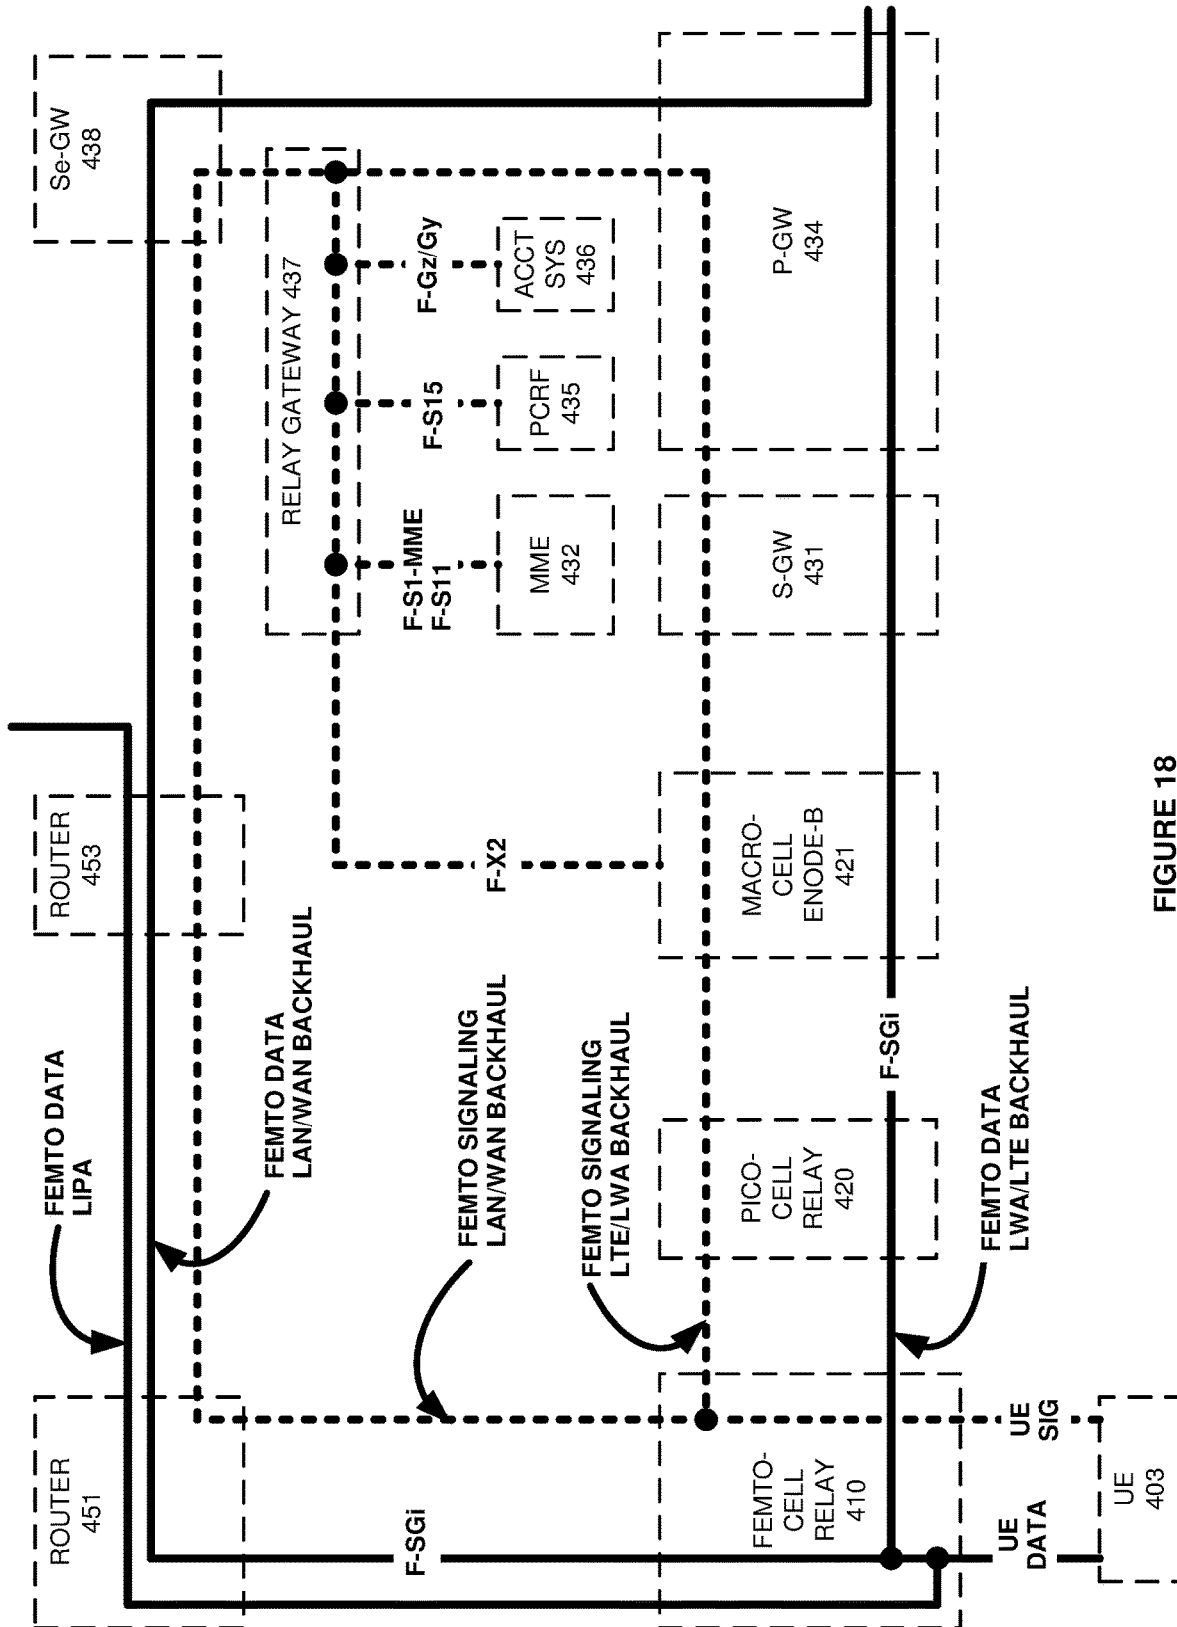 FEMTO DATA
LIPA
ROUTER
451
ROUTER
453
Se-GW
438
FEMTO DATA
LAN/WAN BACKHAUL
RELAY GATEWAY 437
F-SGi
FEMTO SIGNALING
LAN/WAN BACKHAUL
F-X2
F-S1-MME
F-S11
F-S15
F-Gz/Gy
MME
432
PCRF
435
ACCT
SYS
436
FEMTO SIGNALING
LTE/LWA BACKHAUL
FEMTO-
CELL
RELAY
410
PICO-
CELL
RELAY
420
MACRO-
CELL
ENODE-B
421
S-GW
431
P-GW
434
F-SGi
UE
DATA
UE
SIG
FEMTO DATA
LWA/LTE BACKHAUL
UE
403
FIGURE 18